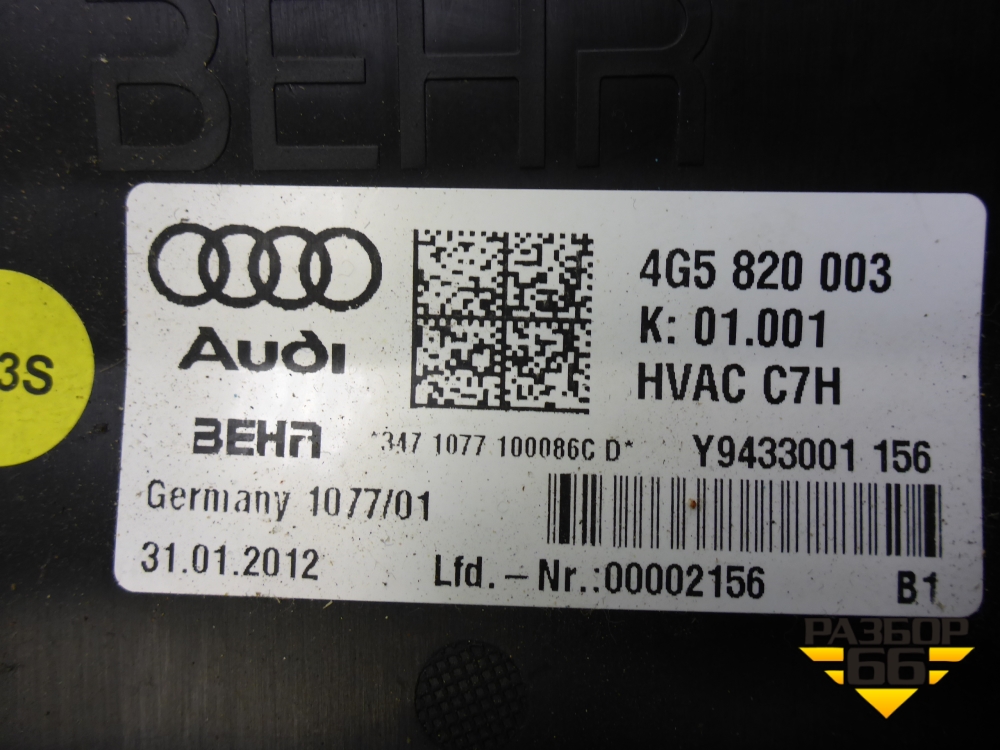 BEHR
3S
Audi
4G5 820 003
K: 01.001
HVAC C7H
BEHR
*347 1077 100086C D*
Y9433001 156
Germany 1077/01
31.01.2012
Lfd. - Nr.:00002156
B1
РАЗБОР
66